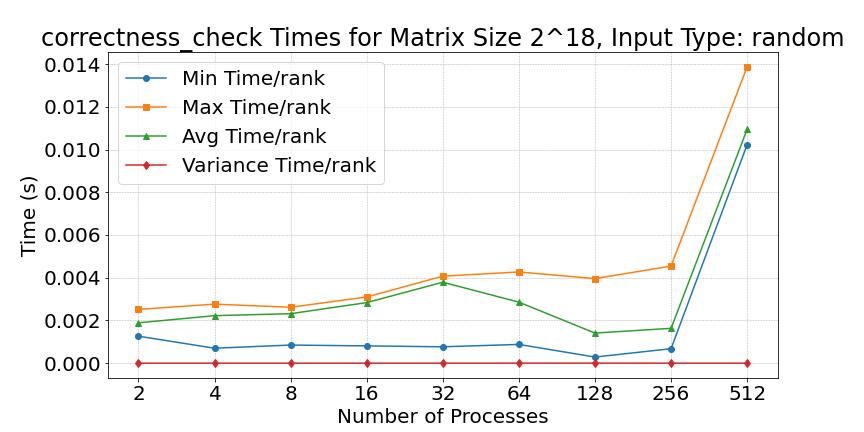 correctness_check Times for Matrix Size 2^18, Input Type: random
Min Time/rank
Max Time/rank
Avg Time/rank
Variance Time/rank
Time (s)
0.014
0.012
0.010
0.008
0.006
0.004
0.002
0.000
2 4 8 16 32 64 128 256 512
Number of Processes